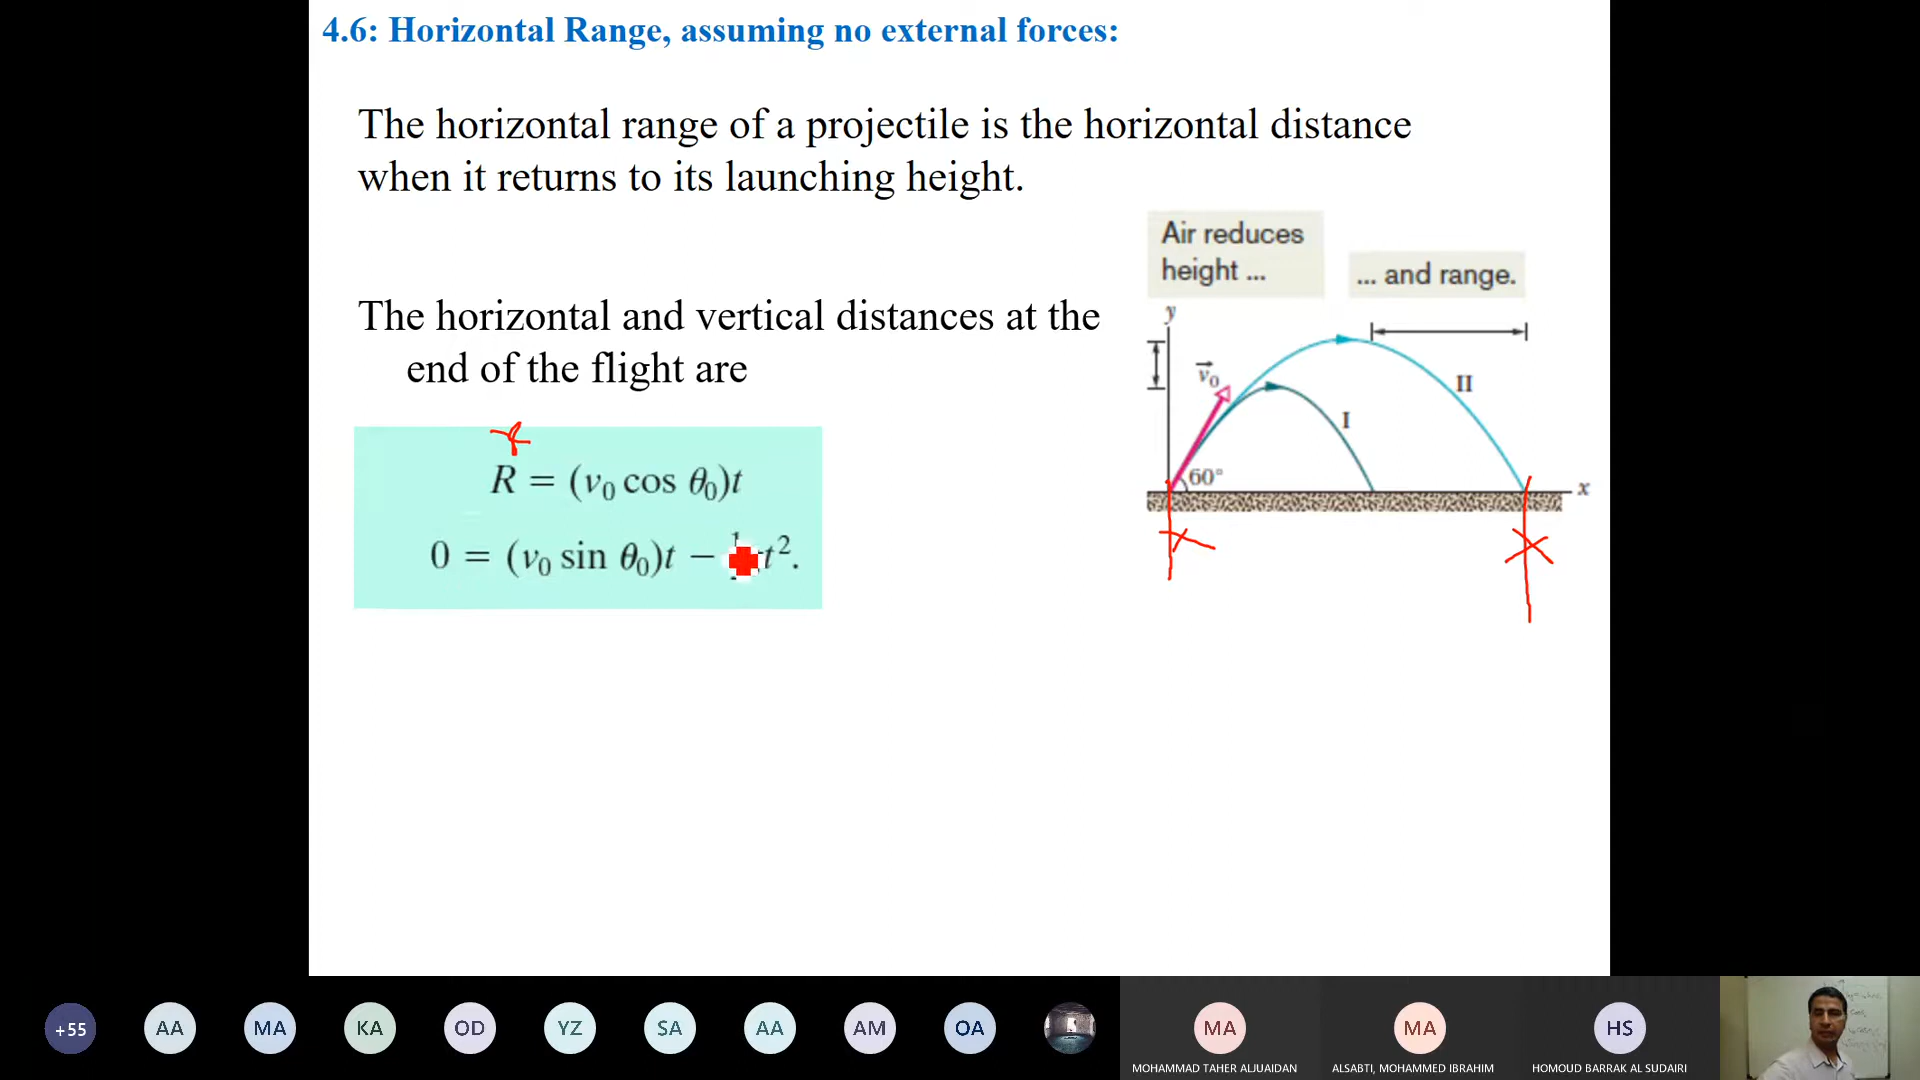 4.6: Horizontal Range, assuming no external forces:
The horizontal range of a projectile is the horizontal distance
when it returns to its launching height.
Air reduces
height ...
... and range.
The horizontal and vertical distances at the
end of the flight are
y
v₀
II
I
60°
x
R = (v₀ cos θ₀)t
0 = (v₀ sin θ₀)t − t².
+55
AA
MA
KA
OD
YZ
SA
AA
AM
OA
MA
MA
HS
MOHAMMAD TAHER ALJUAIDAN
ALSABTI, MOHAMMED IBRAHIM
HOMOUD BARRAK AL SUDAIRI